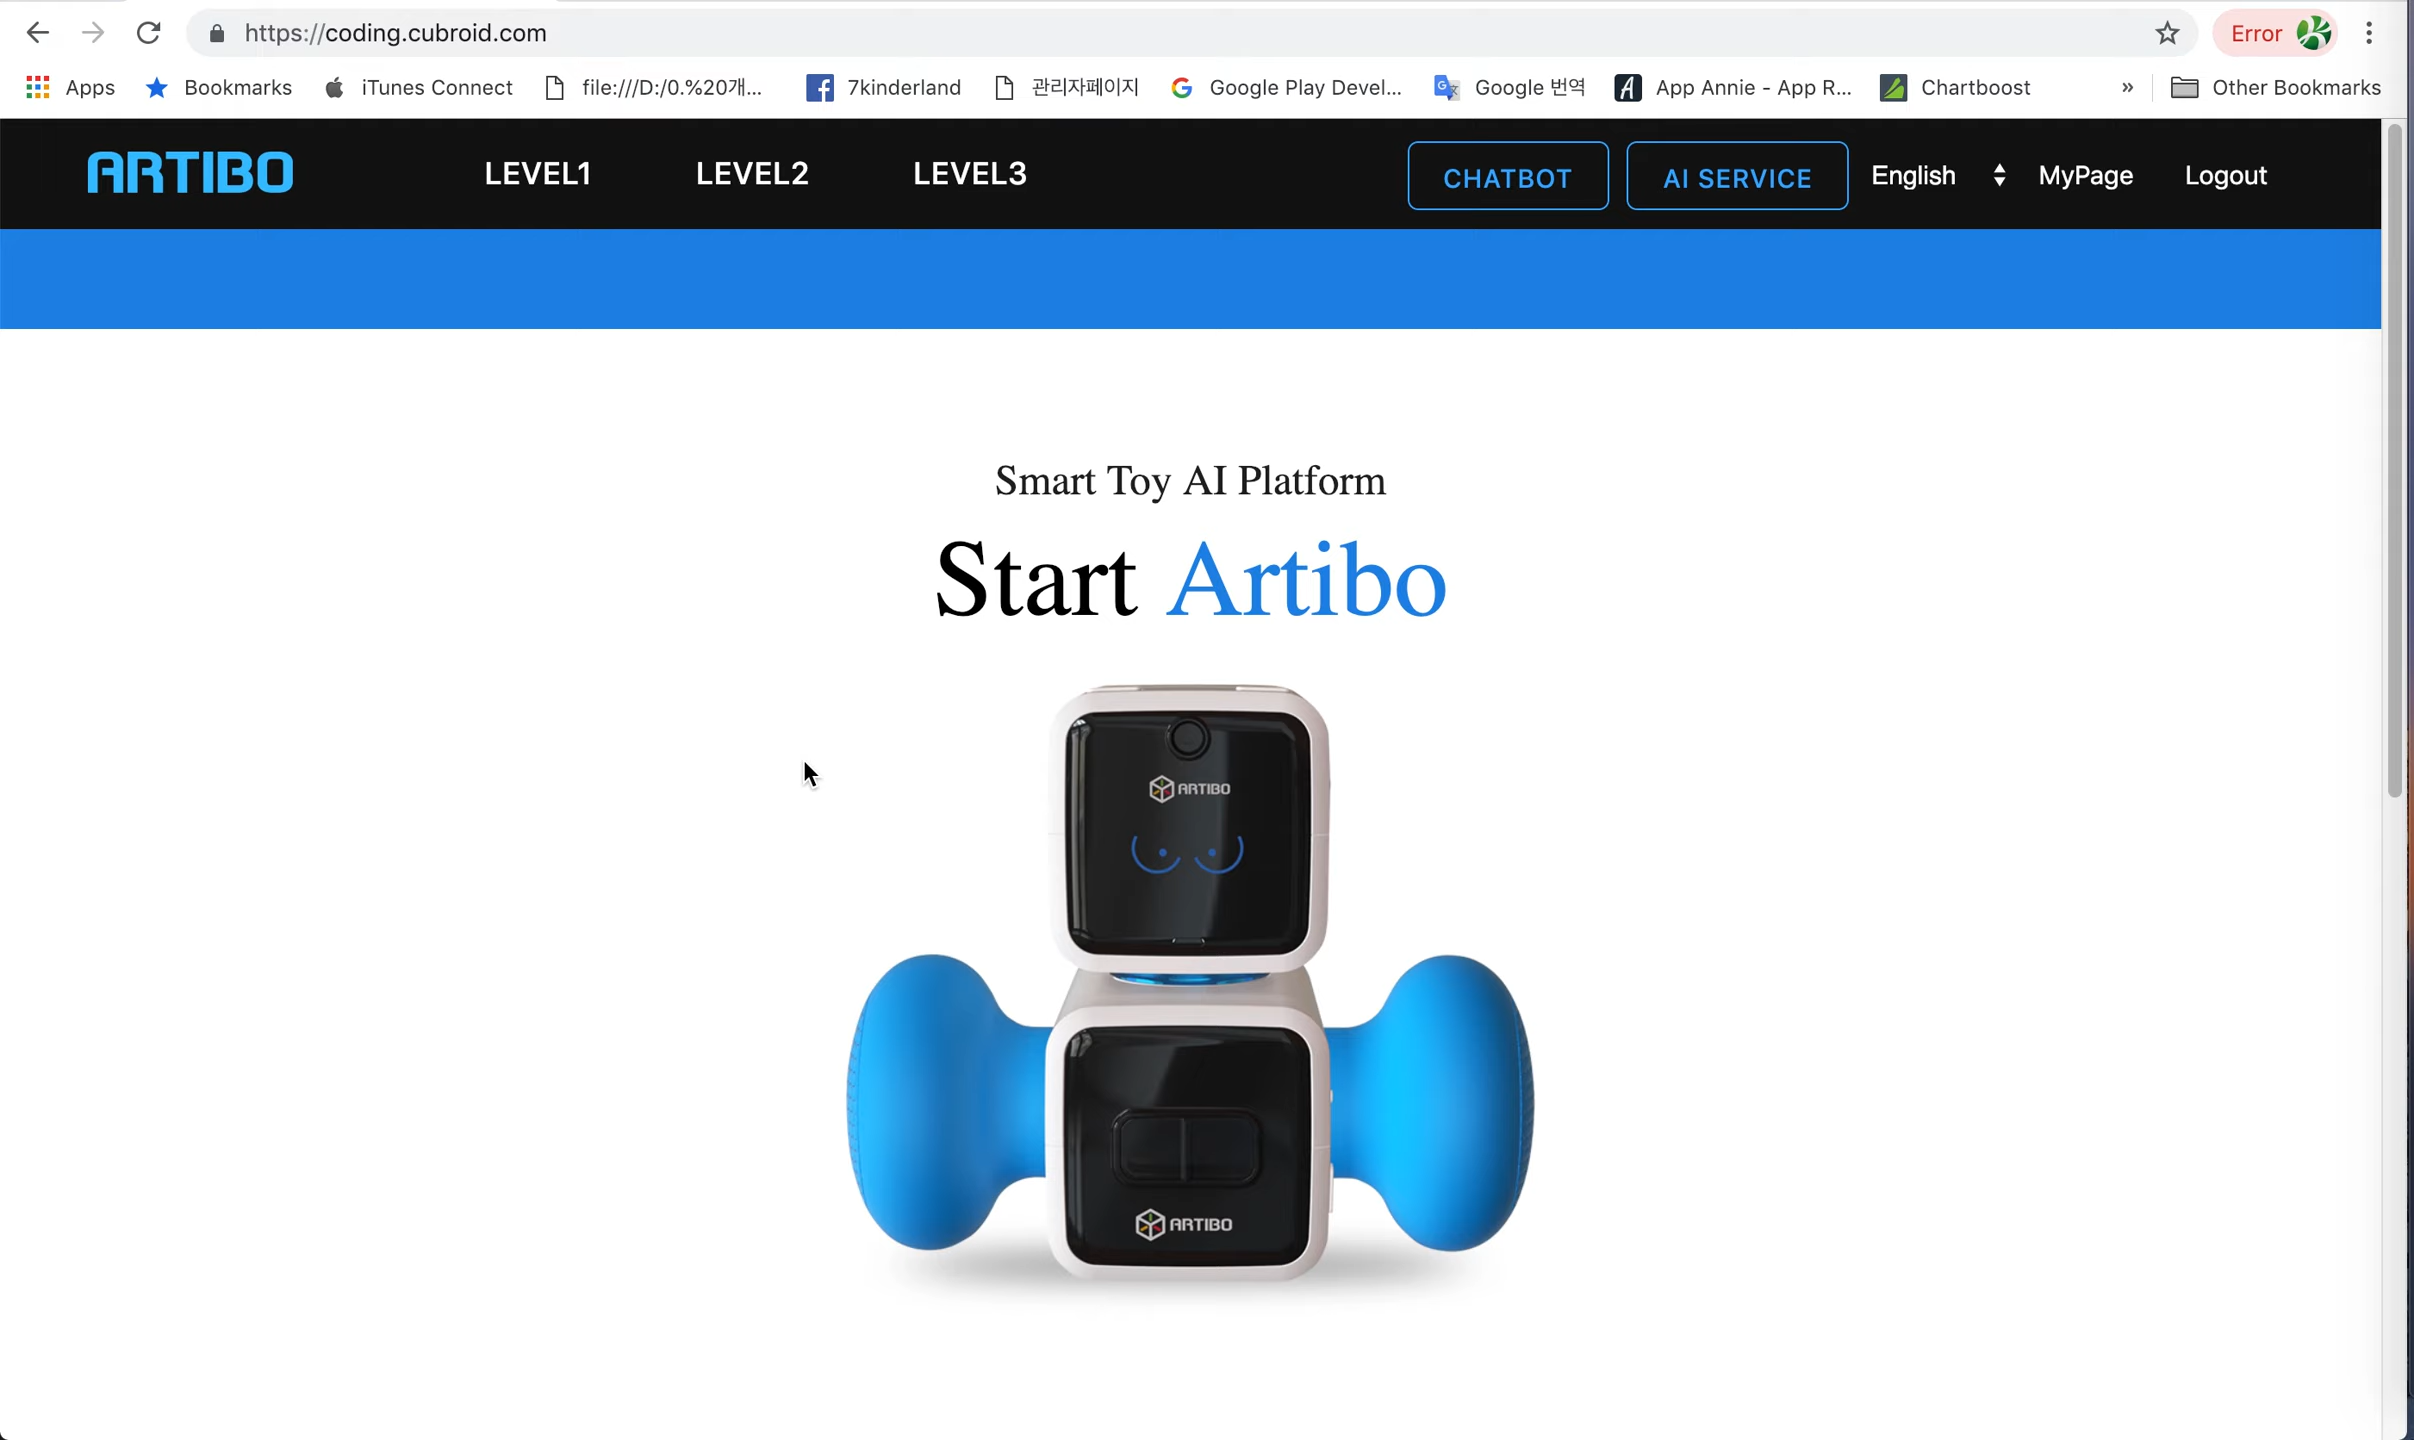 https://coding.cubroid.com
Error
Apps Bookmarks iTunes Connect file:///D:/0.%20개... 7kinderland 관리자페이지 Google Play Devel... Google 번역 App Annie - App R... Chartboost » Other Bookmarks
ARTIBO LEVEL1 LEVEL2 LEVEL3 CHATBOT AI SERVICE English MyPage Logout
Smart Toy AI Platform
Start Artibo
ARTIBO
ARTIBO